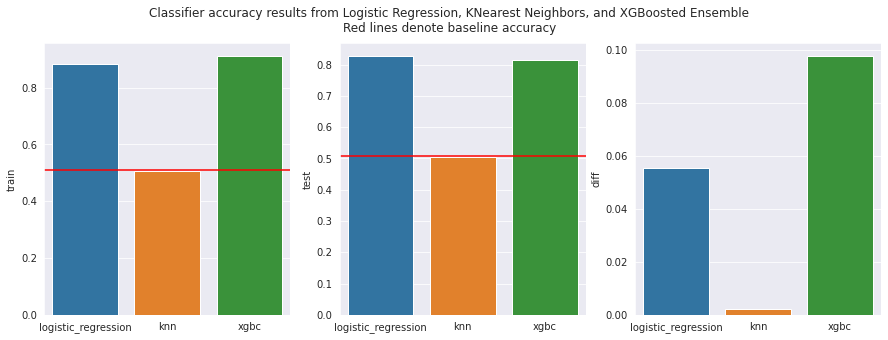 Classifier accuracy results from Logistic Regression, KNearest Neighbors, and XGBoosted Ensemble
Red lines denote baseline accuracy
train
0.8
0.6
0.4
0.2
0.0
logistic_regression knn xgbc
test
0.8
0.7
0.6
0.5
0.4
0.3
0.2
0.1
0.0
logistic_regression knn xgbc
diff
0.10
0.08
0.06
0.04
0.02
0.00
logistic_regression knn xgbc